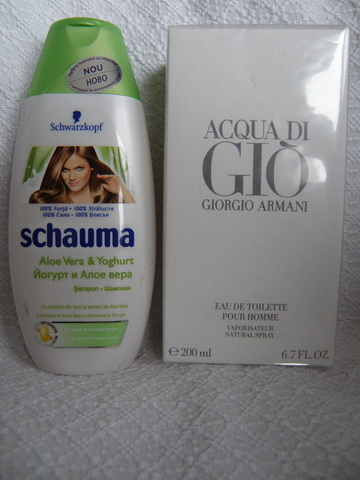 NOU
НОВО
Schwarzkopf
100% Forţă • 100% Strălucire
100% Сила • 100% Блясък
schauma
Aloe Vera & Yoghurt
Йогурт и Алое вера
Şampon • Шампоан
ACQUA DI
GIÒ
GIORGIO ARMANI
EAU DE TOILETTE
POUR HOMME
VAPORISATEUR
NATURAL SPRAY
℮ 200 ml 6.7 FL. OZ.